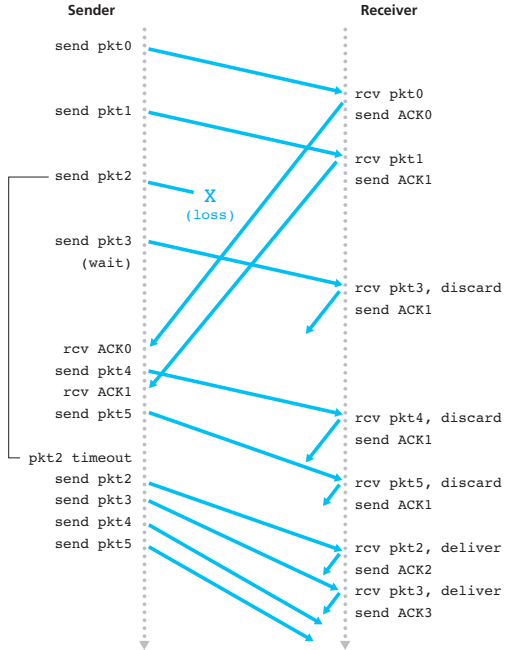 Sender
Receiver
send pkt0
rcv pkt0
send ACK0
send pkt1
rcv pkt1
send ACK1
send pkt2
X
(loss)
send pkt3
(wait)
rcv pkt3, discard
send ACK1
rcv ACK0
send pkt4
rcv ACK1
send pkt5
rcv pkt4, discard
send ACK1
pkt2 timeout
send pkt2
send pkt3
send pkt4
send pkt5
rcv pkt5, discard
send ACK1
rcv pkt2, deliver
send ACK2
rcv pkt3, deliver
send ACK3